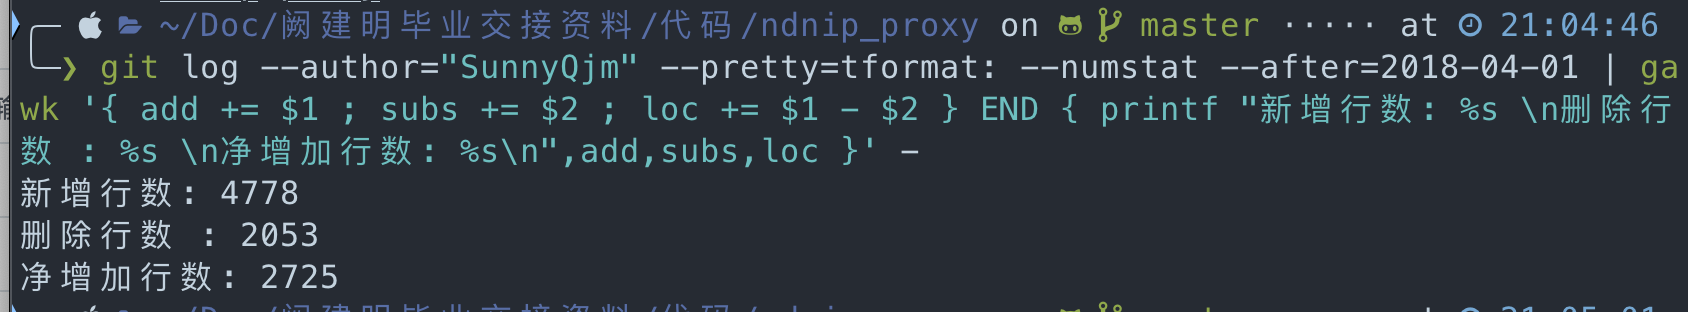 ~/Doc/阙建明毕业交接资料/代码/ndnip_proxy on master ····· at 21:04:46
❯ git log --author="SunnyQjm" --pretty=tformat: --numstat --after=2018-04-01 | ga
wk '{ add += $1 ; subs += $2 ; loc += $1 - $2 } END { printf "新增行数: %s \n删除行
数 : %s \n净增加行数: %s\n",add,subs,loc }' -
新增行数: 4778
删除行数 : 2053
净增加行数: 2725